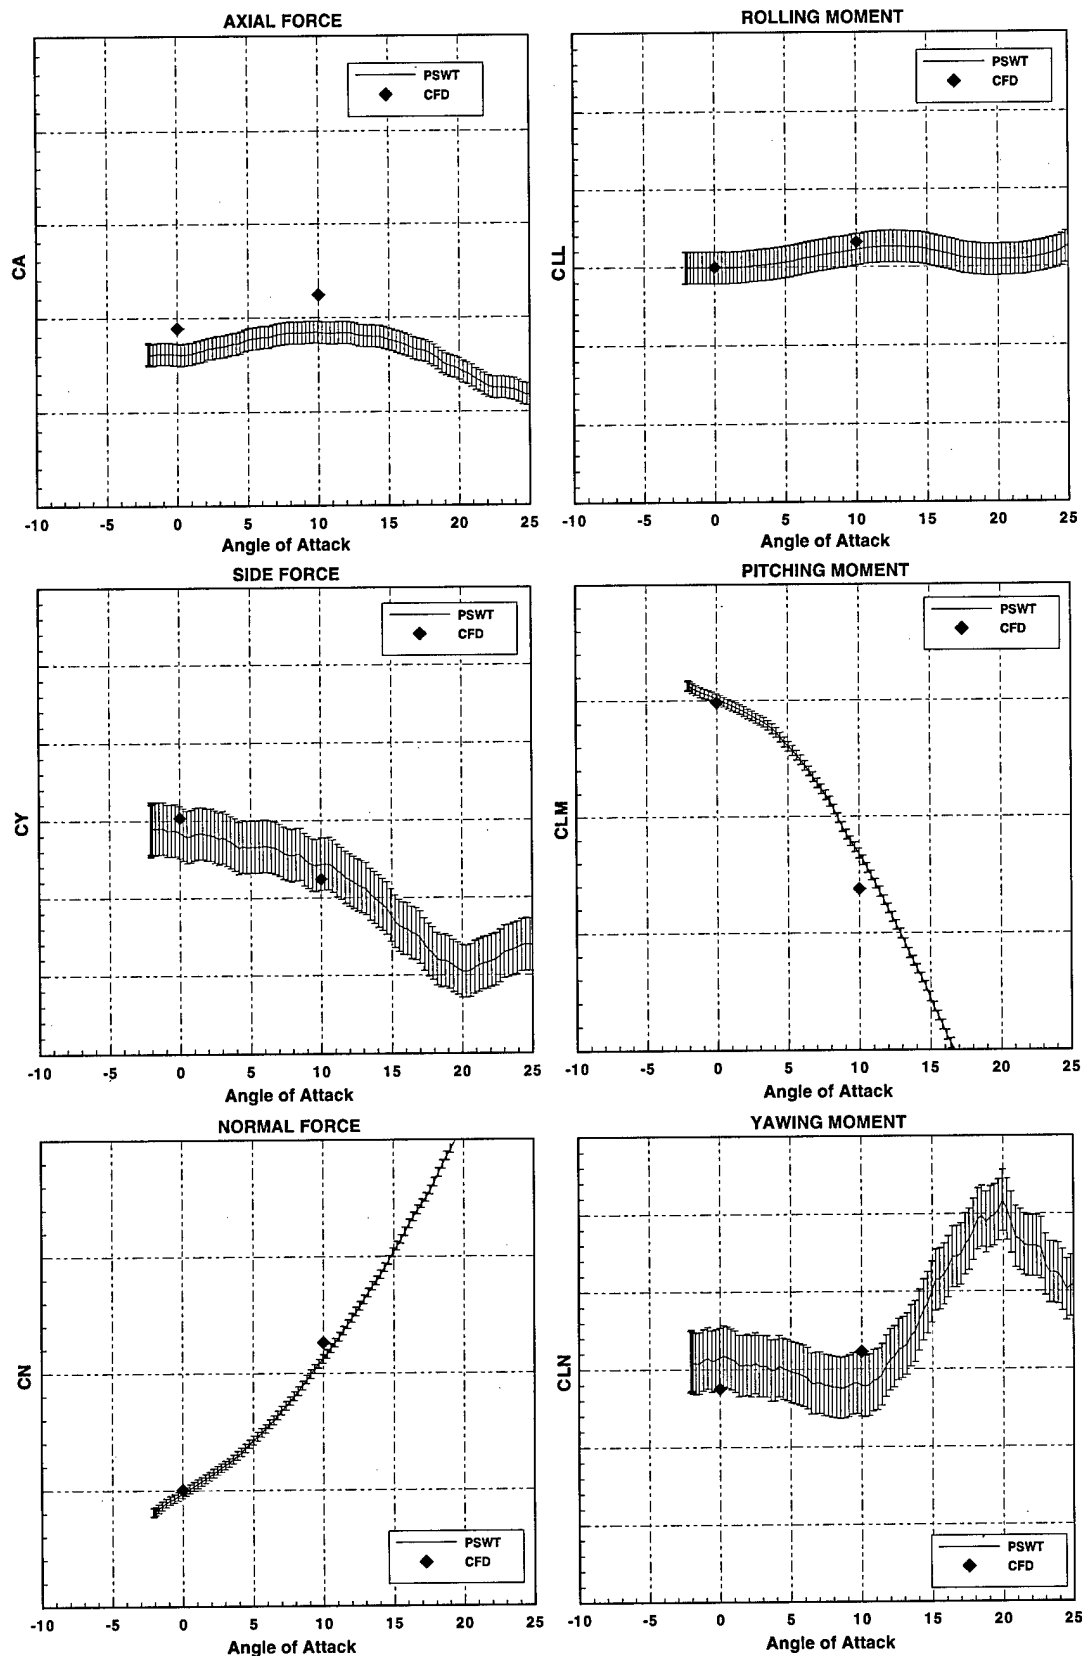 AXIAL FORCE
PSWT
CFD
CA
-10 -5 0 5 10 15 20 25
Angle of Attack
ROLLING MOMENT
PSWT
CFD
CLL
-10 -5 0 5 10 15 20 25
Angle of Attack
SIDE FORCE
PSWT
CFD
CY
-10 -5 0 5 10 15 20 25
Angle of Attack
PITCHING MOMENT
PSWT
CFD
CLM
-10 -5 0 5 10 15 20 25
Angle of Attack
NORMAL FORCE
CN
PSWT
CFD
-10 -5 0 5 10 15 20 25
Angle of Attack
YAWING MOMENT
CLN
PSWT
CFD
-10 -5 0 5 10 15 20 25
Angle of Attack